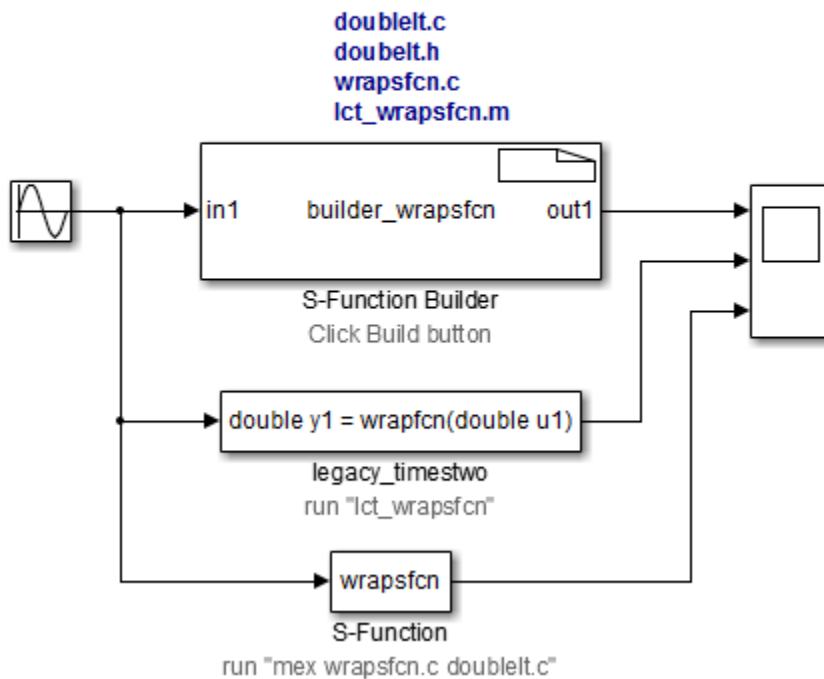 doubleIt.c
doubelt.h
wrapsfcn.c
lct_wrapsfcn.m
in1
builder_wrapsfcn
out1
S-Function Builder
Click Build button
double y1 = wrapfcn(double u1)
legacy_timestwo
run "lct_wrapsfcn"
wrapsfcn
S-Function
run "mex wrapsfcn.c doubleIt.c"